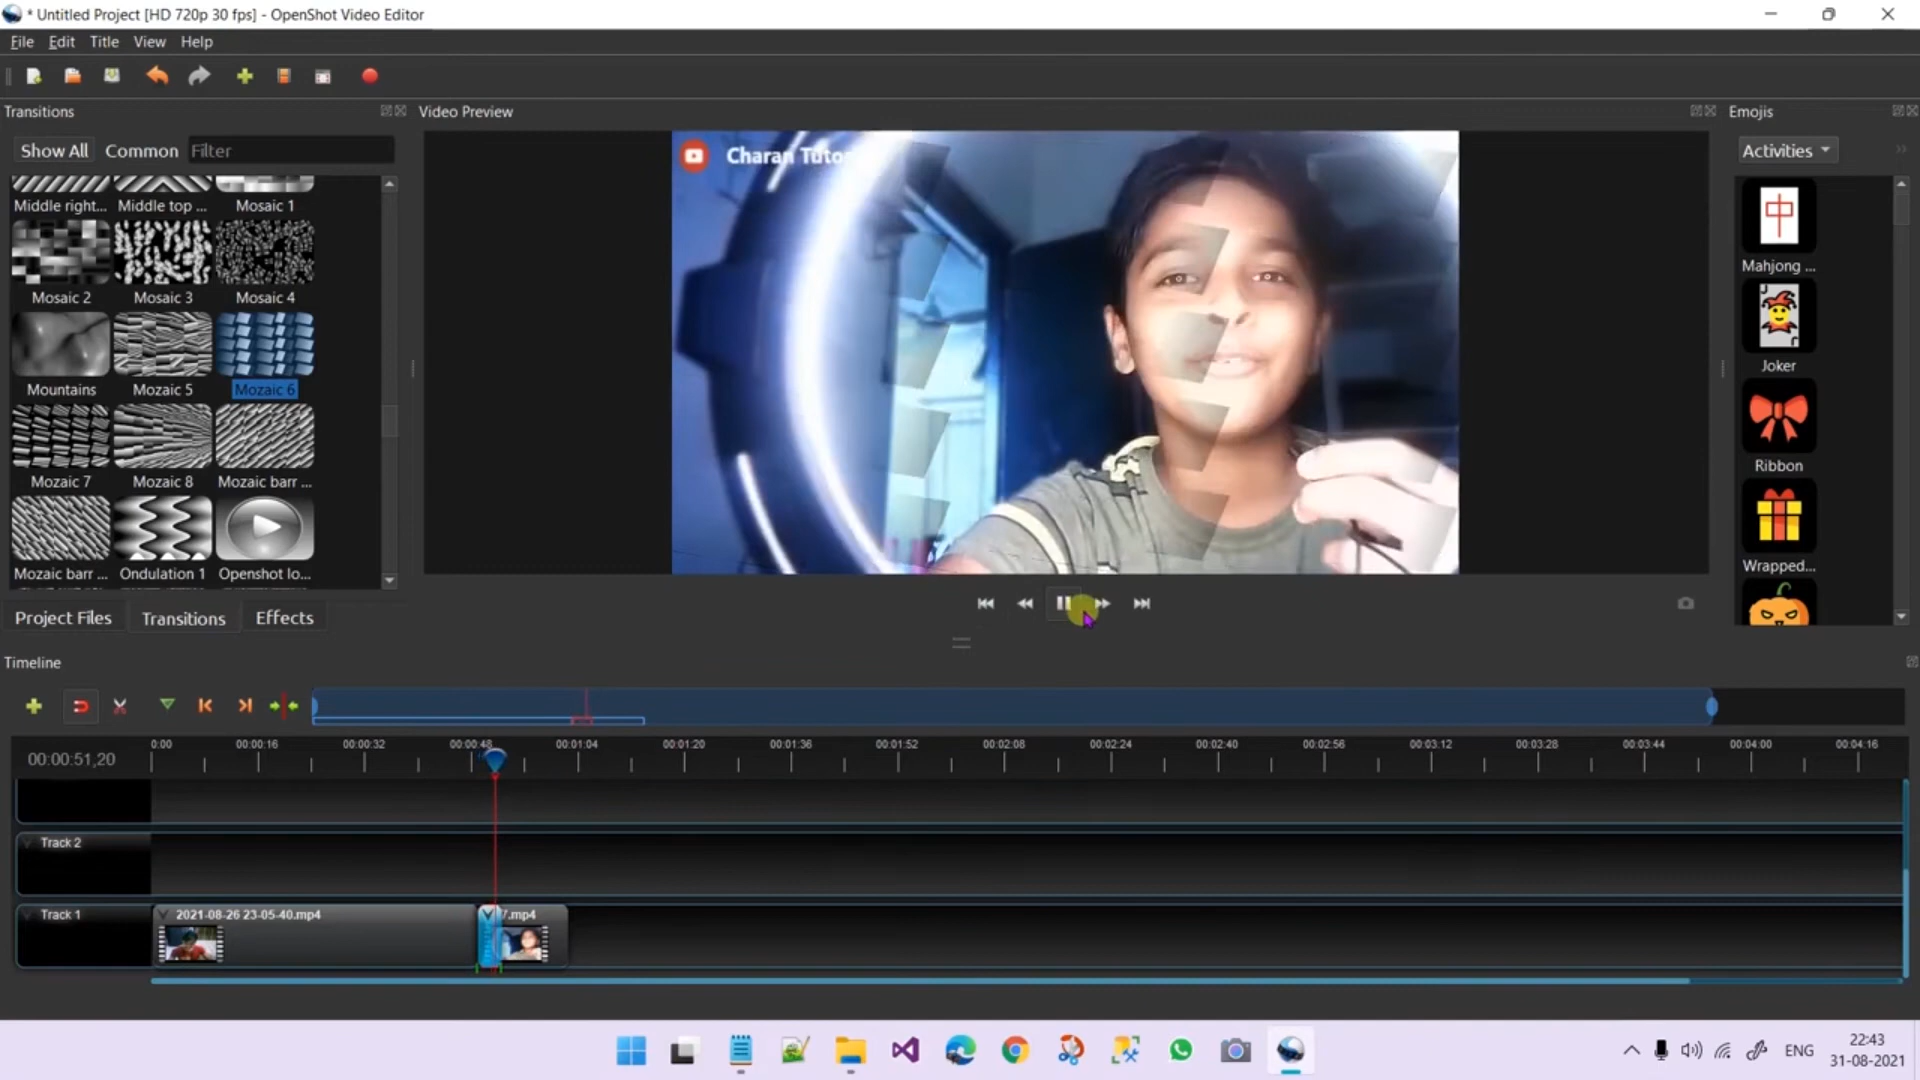 * Untitled Project [HD 720p 30 fps] - OpenShot Video Editor
File Edit Title View Help
Transitions
Video Preview
Emojis
Show All Common Filter
Activities
Charan Tuto
Middle right... Middle top ... Mosaic 1
Mosaic 2 Mosaic 3 Mosaic 4
Mountains Mozaic 5 Mozaic 6
Mozaic 7 Mozaic 8 Mozaic barr ...
Mozaic barr ... Ondulation 1 Openshot lo...
Mahjong ...
Joker
Ribbon
Wrapped...
Project Files Transitions Effects
Timeline
00:00:51,20
0:00 00:00:16 00:00:32 00:00:48 00:01:04 00:01:20 00:01:36 00:01:52 00:02:08 00:02:24 00:02:40 00:02:56 00:03:12 00:03:28 00:03:44 00:04:00 00:04:16
Track 2
Track 1
2021-08-26 23-05-40.mp4
7.mp4
ENG
22:43
31-08-2021